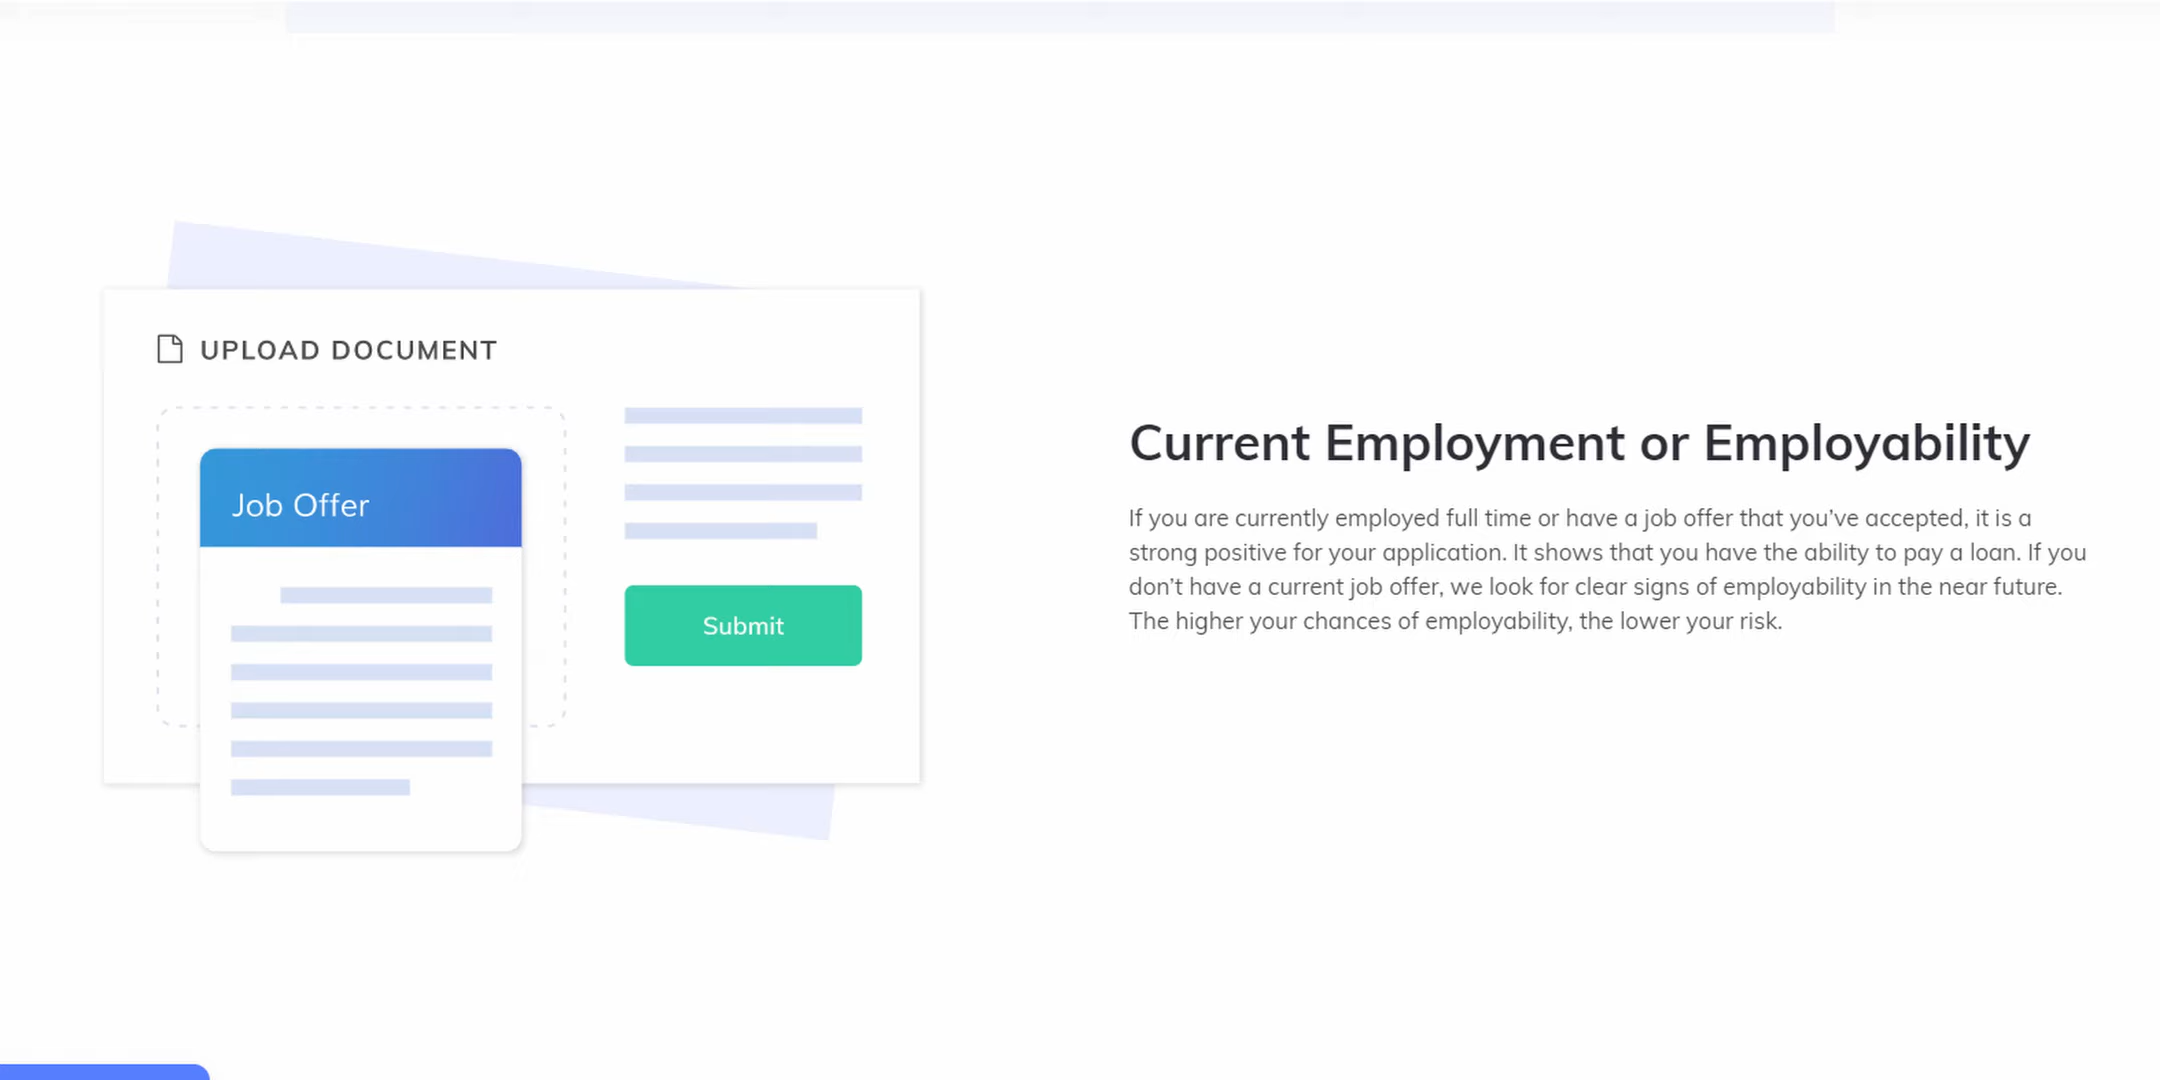 UPLOAD DOCUMENT
Job Offer
Submit
Current Employment or Employability
If you are currently employed full time or have a job offer that you’ve accepted, it is a
strong positive for your application. It shows that you have the ability to pay a loan. If you
don’t have a current job offer, we look for clear signs of employability in the near future.
The higher your chances of employability, the lower your risk.